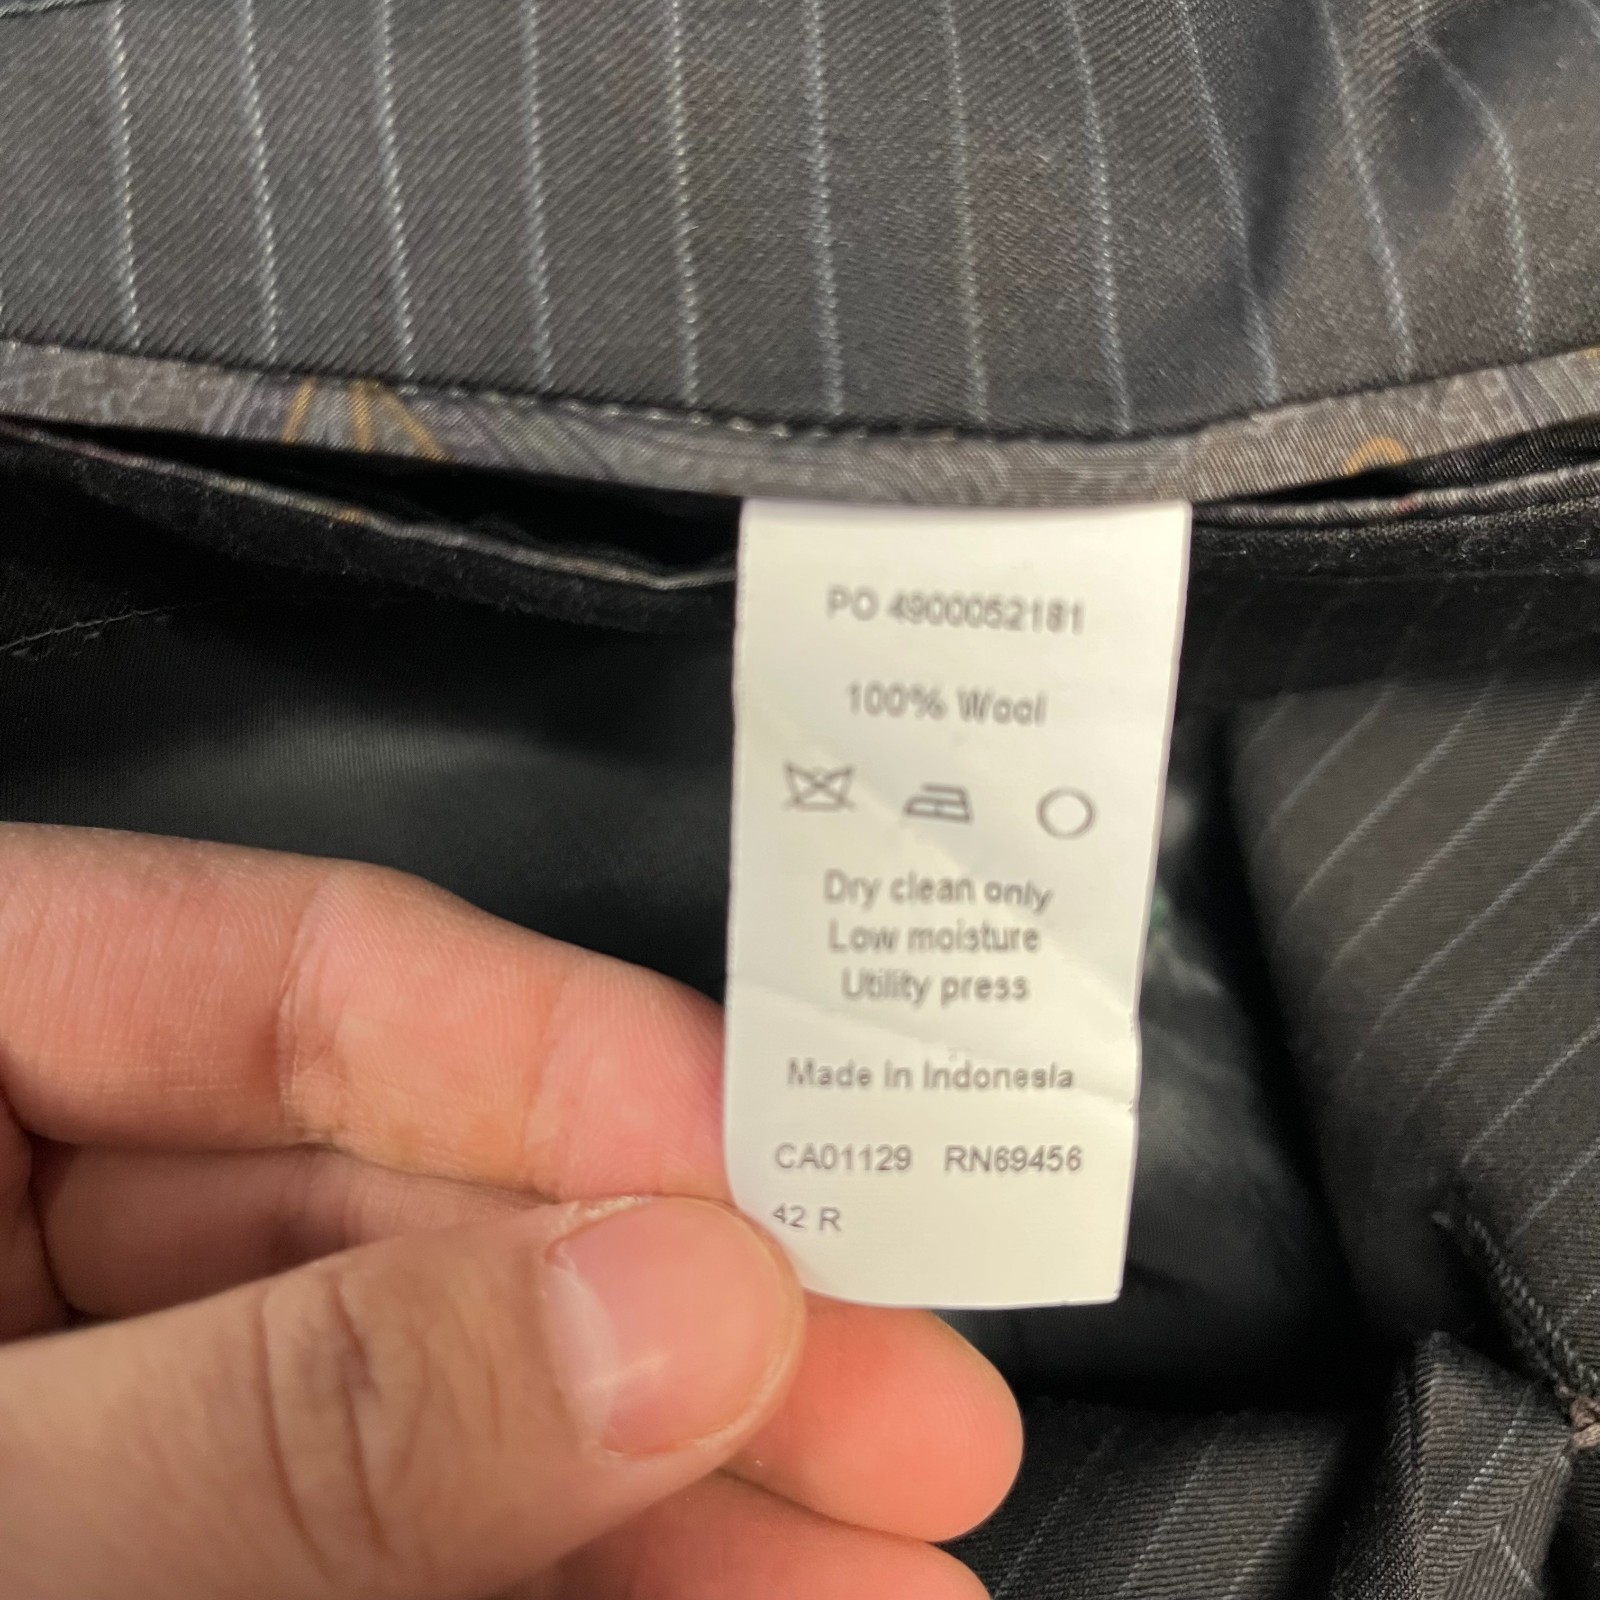 PO 4900052181
100% Wool
Dry clean only
Low moisture
Utility press
Made in Indonesia
CA01129 RN69456
42 R